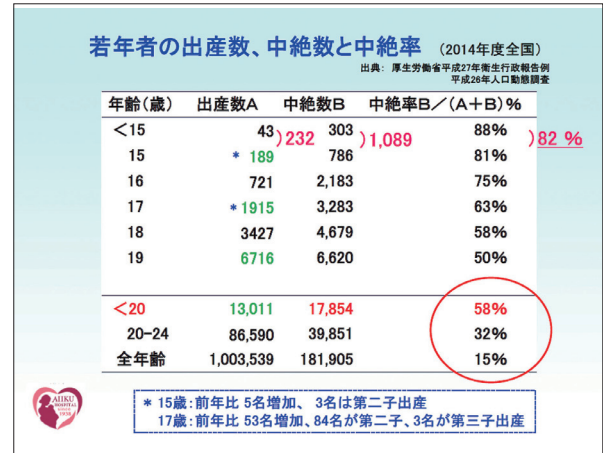 若年者の出産数、中絶数と中絶率 (2014年度全国)
出典： 厚生労働省平成27年衛生行政報告例
平成26年人口動態調査
年齢(歳) 出産数A 中絶数B 中絶率B／(A＋B)％
＜15 43 303 88%
)232 )1,089 )82 %
15 * 189 786 81%
16 721 2,183 75%
17 *1915 3,283 63%
18 3427 4,679 58%
19 6716 6,620 50%
＜20 13,011 17,854 58%
20-24 86,590 39,851 32%
全年齢 1,003,539 181,905 15%
* 15歳：前年比 5名増加、 3名は第二子出産
17歳：前年比 53名増加、84名が第二子、3名が第三子出産
AIIKU
HOSPITAL
1938